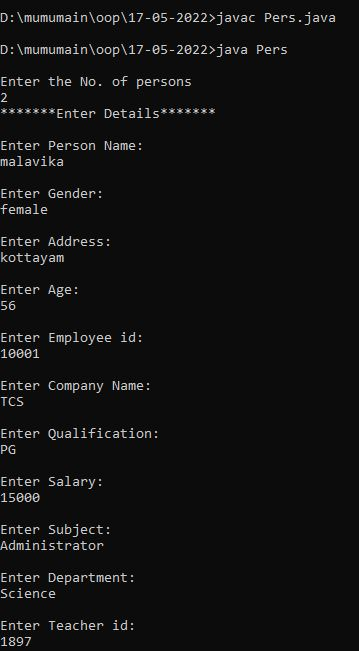 D:\mumumain\oop\17-05-2022>javac Pers.java
D:\mumumain\oop\17-05-2022>java Pers
Enter the No. of persons
2
*******Enter Details*******
Enter Person Name:
malavika
Enter Gender:
female
Enter Address:
kottayam
Enter Age:
56
Enter Employee id:
10001
Enter Company Name:
TCS
Enter Qualification:
PG
Enter Salary:
15000
Enter Subject:
Administrator
Enter Department:
Science
Enter Teacher id:
1897